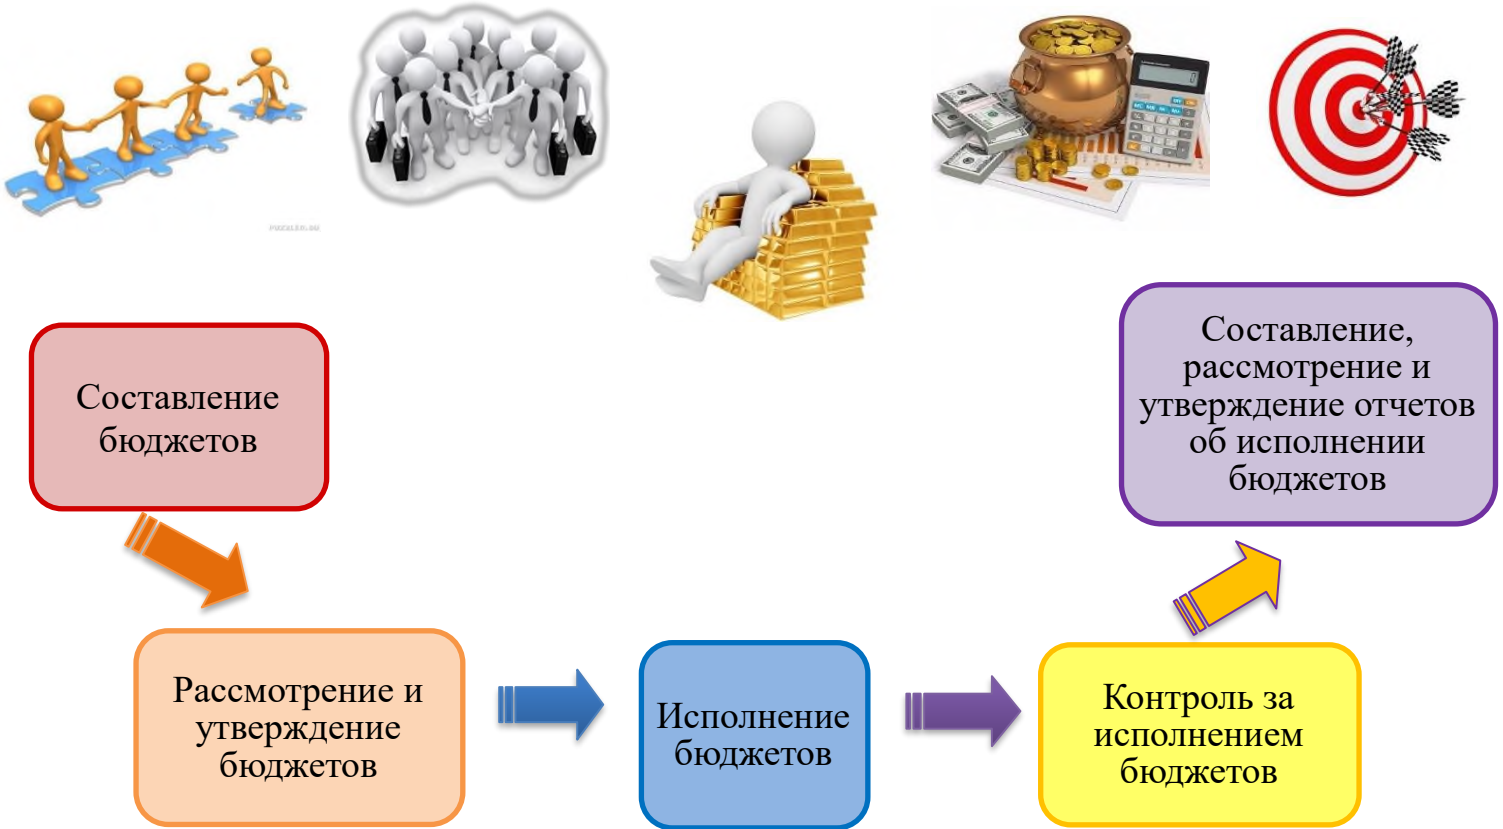 Составление
бюджетов
Рассмотрение и
утверждение
бюджетов
Исполнение
бюджетов
Контроль за
исполнением
бюджетов
Составление,
рассмотрение и
утверждение отчетов
об исполнении
бюджетов